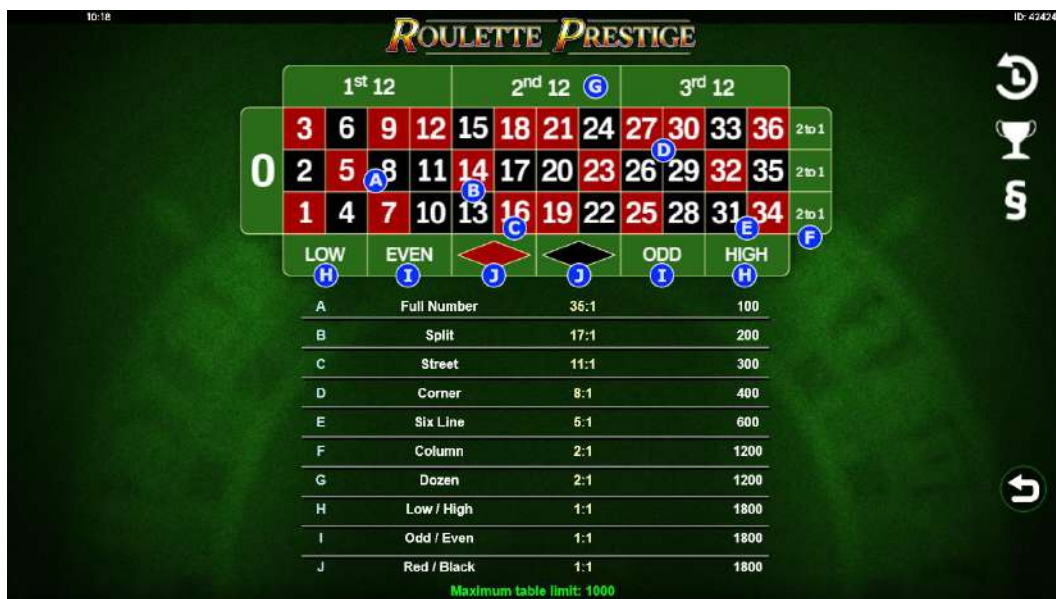 10:18
ID: 42424
ROULETTE PRESTIGE
1st 12 2nd 12 G 3rd 12
3 6 9 12 15 18 21 24 27 30 33 36 2 to 1
D
0 2 5 8 11 14 17 20 23 26 29 32 35 2 to 1
A B
1 4 7 10 13 16 19 22 25 28 31 34 2 to 1
C E F
LOW EVEN ODD HIGH
H I J J I H
A Full Number 35:1 100
B Split 17:1 200
C Street 11:1 300
D Corner 8:1 400
E Six Line 5:1 600
F Column 2:1 1200
G Dozen 2:1 1200
H Low / High 1:1 1800
I Odd / Even 1:1 1800
J Red / Black 1:1 1800
Maximum table limit: 1000
§